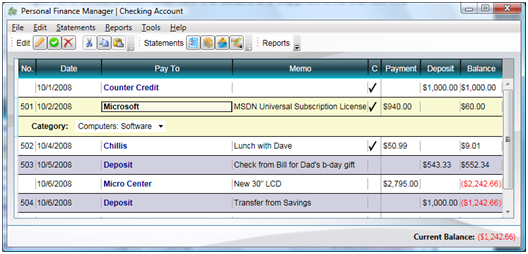 Personal Finance Manager | Checking Account
File Edit Statements Reports Tools Help
Edit Statements Reports
No. Date Pay To Memo C Payment Deposit Balance
10/1/2008 Counter Credit $1,000.00 $1,000.00
501 10/2/2008 Microsoft MSDN Universal Subscription License $940.00 $60.00
Category: Computers: Software
502 10/4/2008 Chillis Lunch with Dave $50.99 $9.01
503 10/5/2008 Deposit Check from Bill for Dad's b-day gift $543.33 $552.34
10/6/2008 Micro Center New 30" LCD $2,795.00 ($2,242.66)
504 10/6/2008 Deposit Transfer from Savings $1,000.00 ($1,242.66)
Current Balance: ($1,242.66)